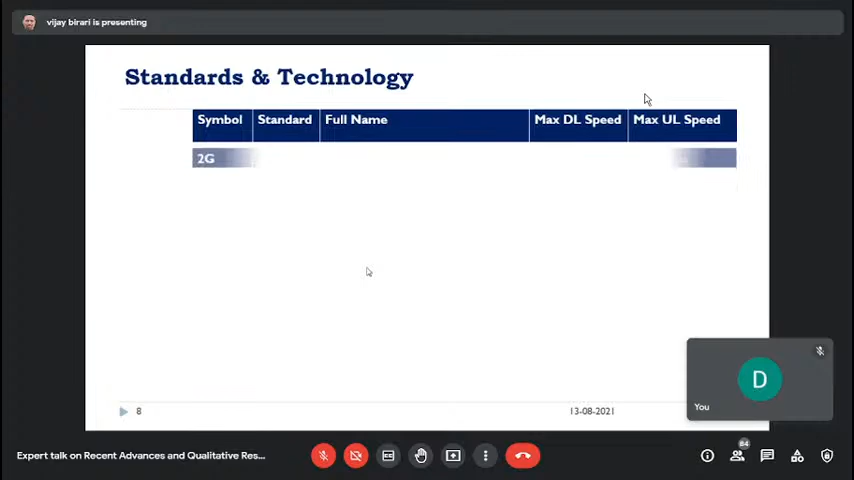 vijay birari is presenting
Standards & Technology
Symbol Standard Full Name Max DL Speed Max UL Speed
2G
D
You
8 13-08-2021
84
Expert talk on Recent Advances and Qualitative Res...